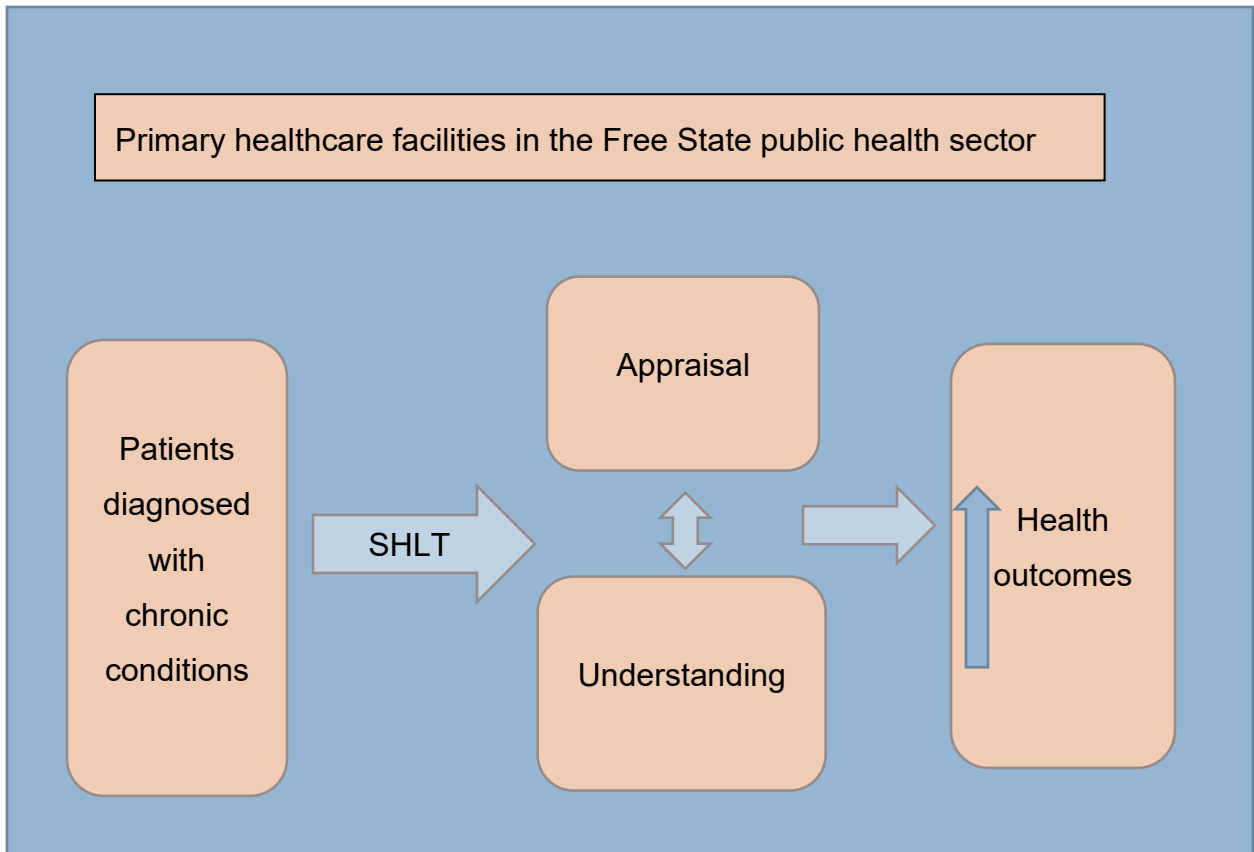 Primary healthcare facilities in the Free State public health sector
Patients
diagnosed
with
chronic
conditions
SHLT
Appraisal
Understanding
Health
outcomes